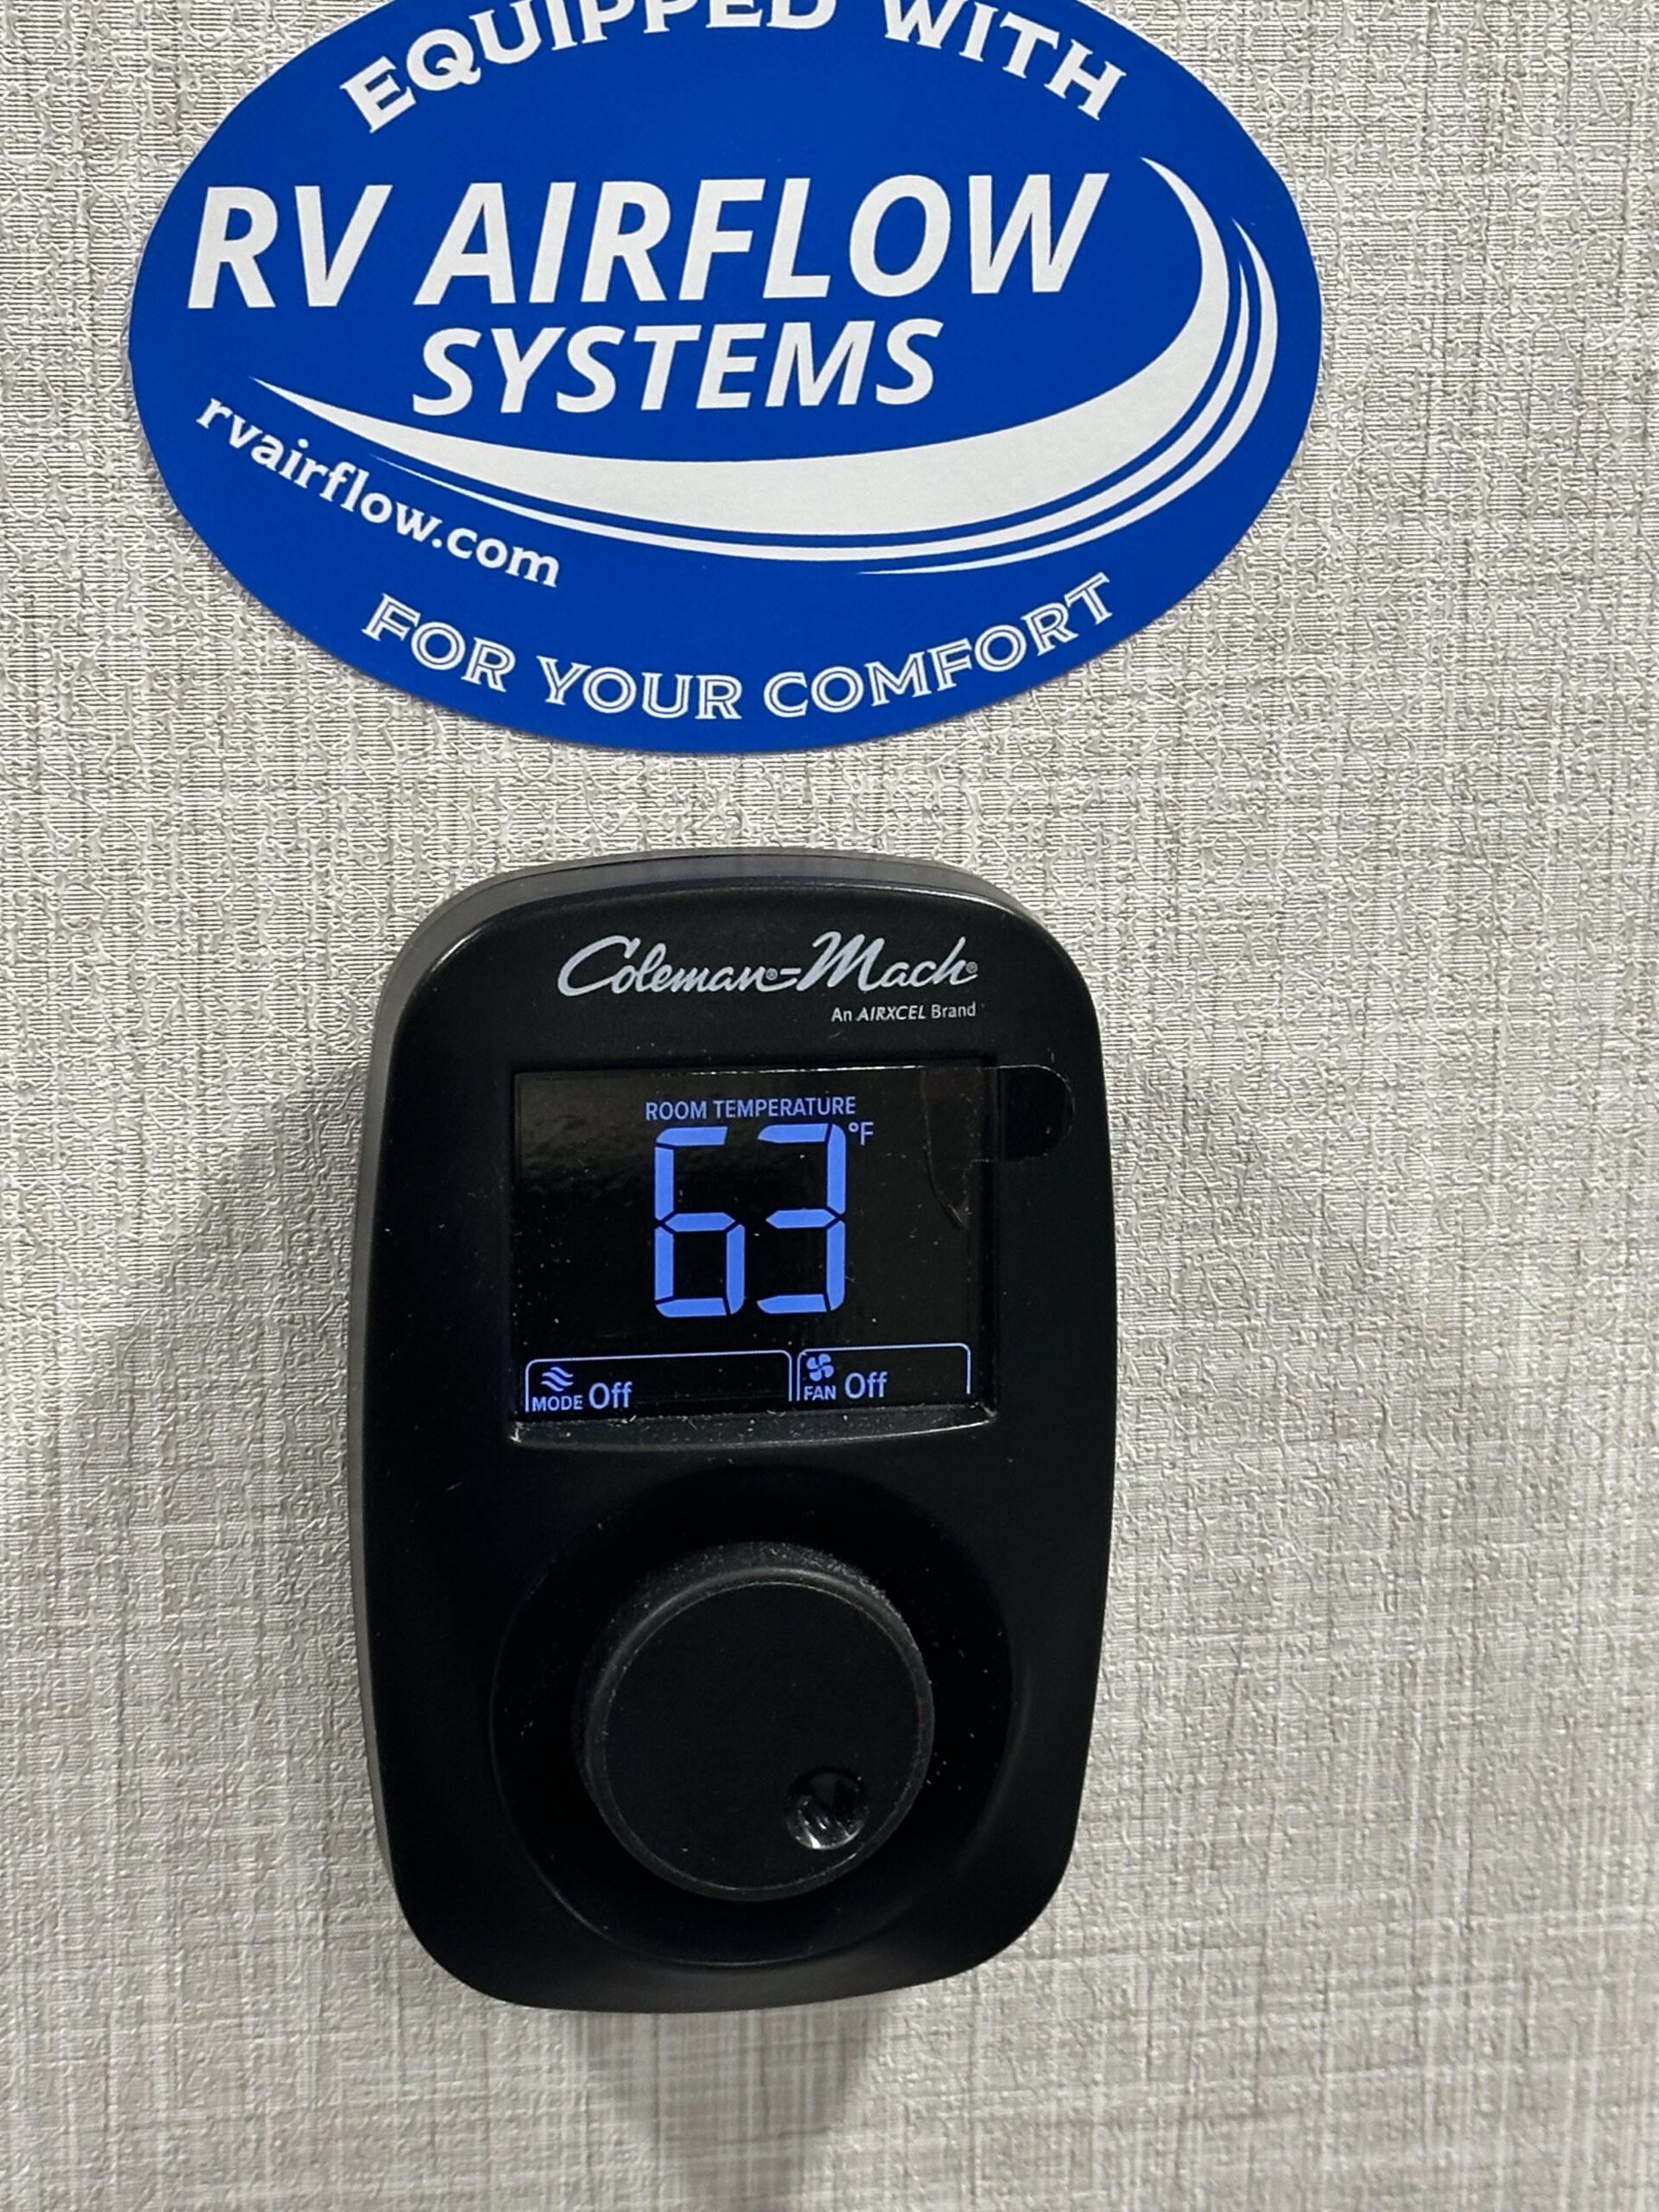 EQUIPPED WITH
RV AIRFLOW
SYSTEMS
rvairflow.com
FOR YOUR COMFORT
Coleman®-Mach®
An AIRXCEL Brand
ROOM TEMPERATURE
63 °F
MODE Off FAN Off